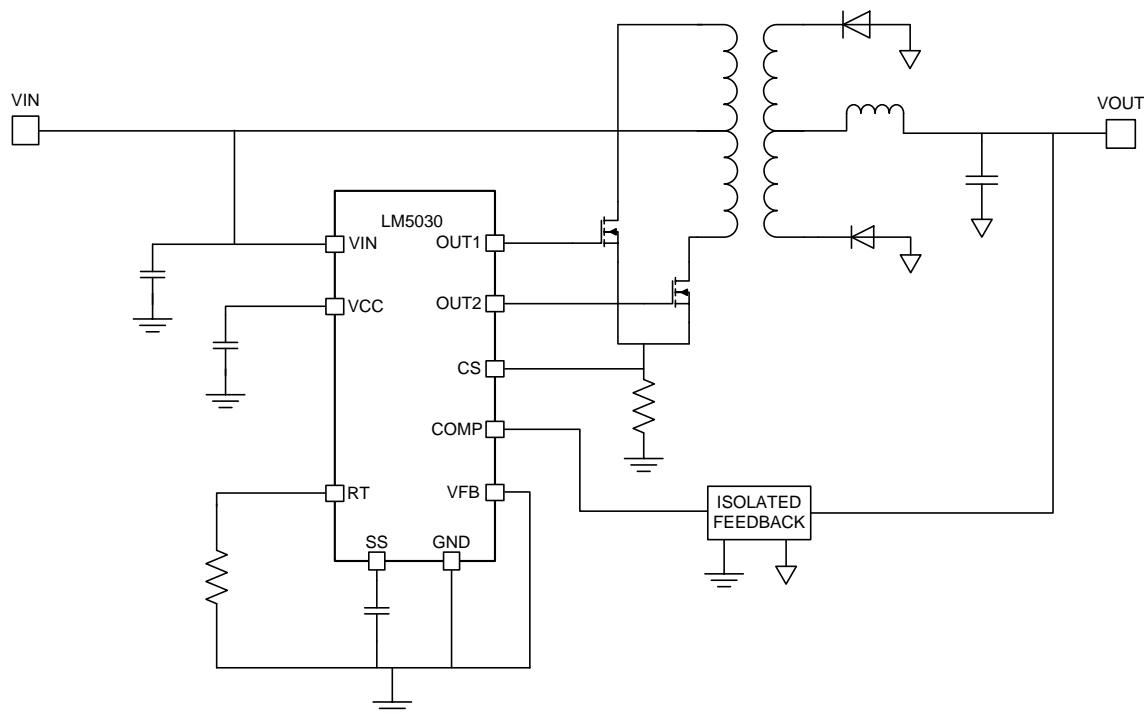 VIN
VOUT
LM5030
VIN
OUT1
VCC
OUT2
CS
COMP
RT
VFB
SS
GND
ISOLATED
FEEDBACK